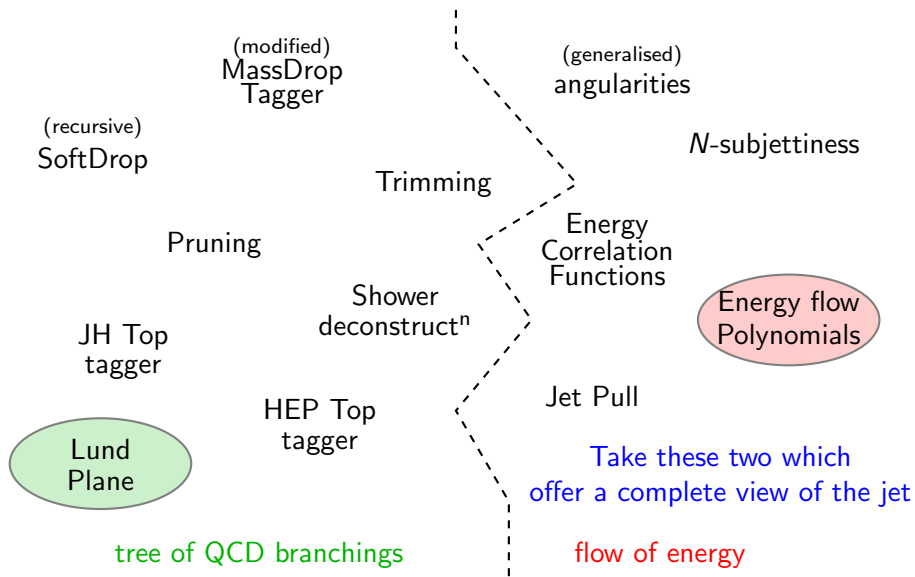 (modified)
MassDrop
Tagger
(generalised)
angularities
(recursive)
SoftDrop
N-subjettiness
Trimming
Pruning
Energy
Correlation
Functions
Shower
deconstructⁿ
Energy flow
Polynomials
JH Top
tagger
HEP Top
tagger
Jet Pull
Lund
Plane
Take these two which
offer a complete view of the jet
tree of QCD branchings
flow of energy